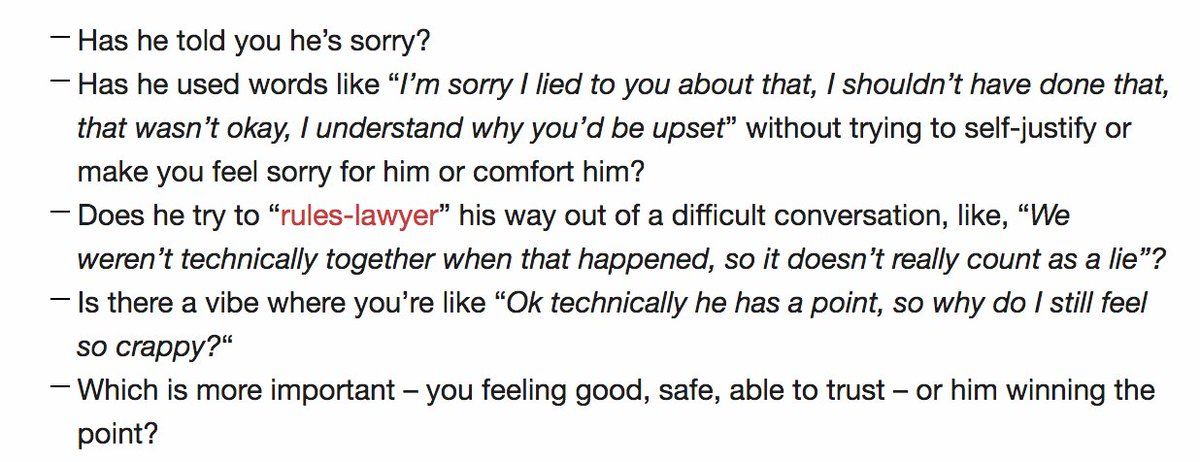 – Has he told you he’s sorry?
– Has he used words like “I’m sorry I lied to you about that, I shouldn’t have done that,
that wasn’t okay, I understand why you’d be upset” without trying to self-justify or
make you feel sorry for him or comfort him?
– Does he try to “rules-lawyer” his way out of a difficult conversation, like, “We
weren’t technically together when that happened, so it doesn’t really count as a lie”?
– Is there a vibe where you’re like “Ok technically he has a point, so why do I still feel
so crappy?“
– Which is more important – you feeling good, safe, able to trust – or him winning the
point?